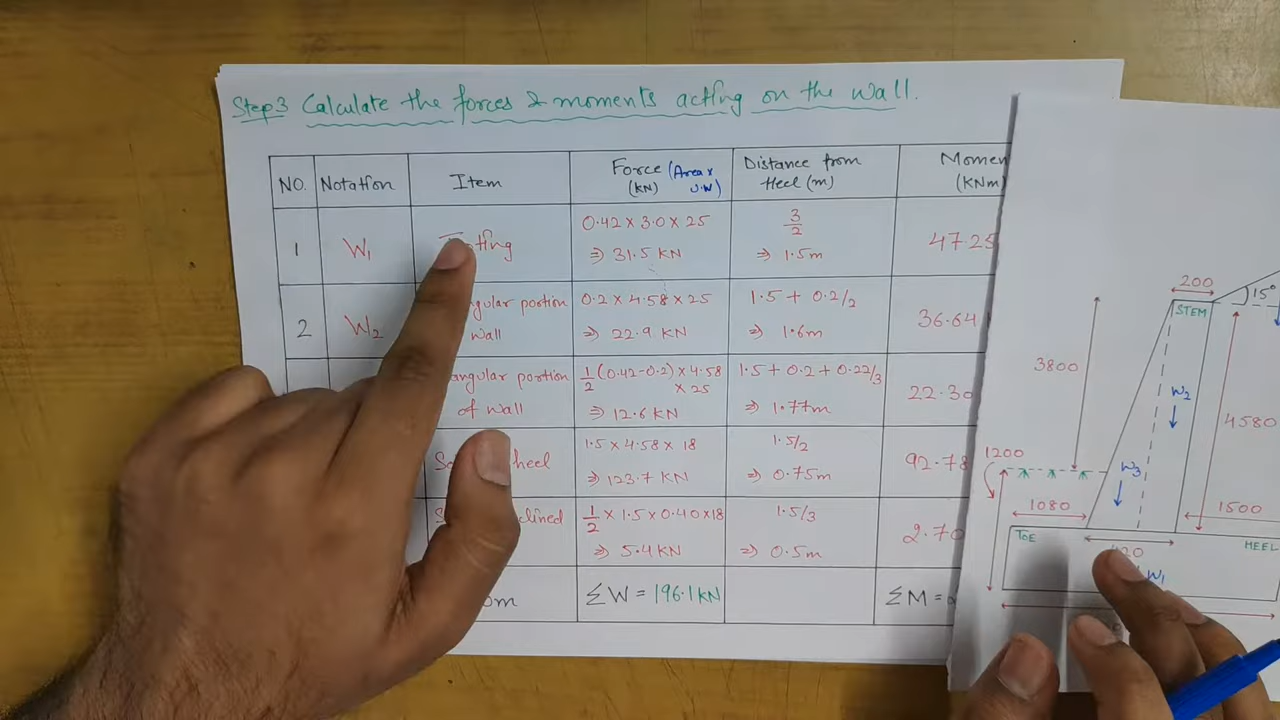 Step3 Calculate the forces & moments acting on the wall.
NO. Notation Item Force (Area x U.W) (KN) Distance from Heel (m) Momen (KNm)
1 W1 0.42 x 3.0 x 25 3/2 47.25
⇒ 31.5 KN ⇒ 1.5m
2 W2 portion 0.2 x 4.58 x 25 1.5 + 0.2/2 36.64
wall ⇒ 22.9 KN ⇒ 1.6m
portion 1/2 (0.42-0.2) x 4.58 x 25 1.5 + 0.2 + 0.22/3 22.30
of wall ⇒ 12.6 KN ⇒ 1.77m
heel 1.5 x 4.58 x 18 1.5/2 92.78
⇒ 123.7 KN ⇒ 0.75m
1/2 x 1.5 x 0.40 x 18 1.5/3 2.70
⇒ 5.4 KN ⇒ 0.5m
ΣW = 196.1 KN ΣM =
200
15°
STEM
3800
W2
4580
1200
W3
1080
1500
TOE
HEEL
W1